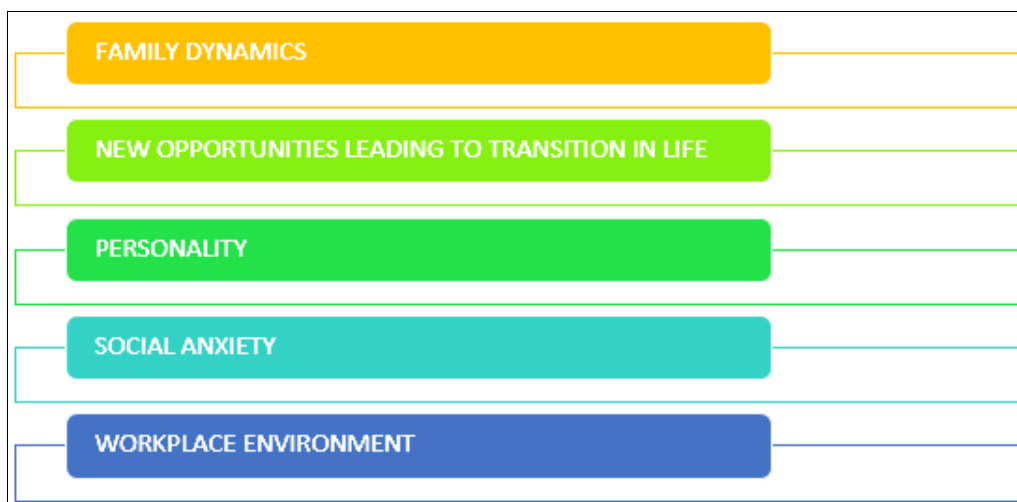 FAMILY DYNAMICS
NEW OPPORTUNITIES LEADING TO TRANSITION IN LIFE
PERSONALITY
SOCIAL ANXIETY
WORKPLACE ENVIRONMENT